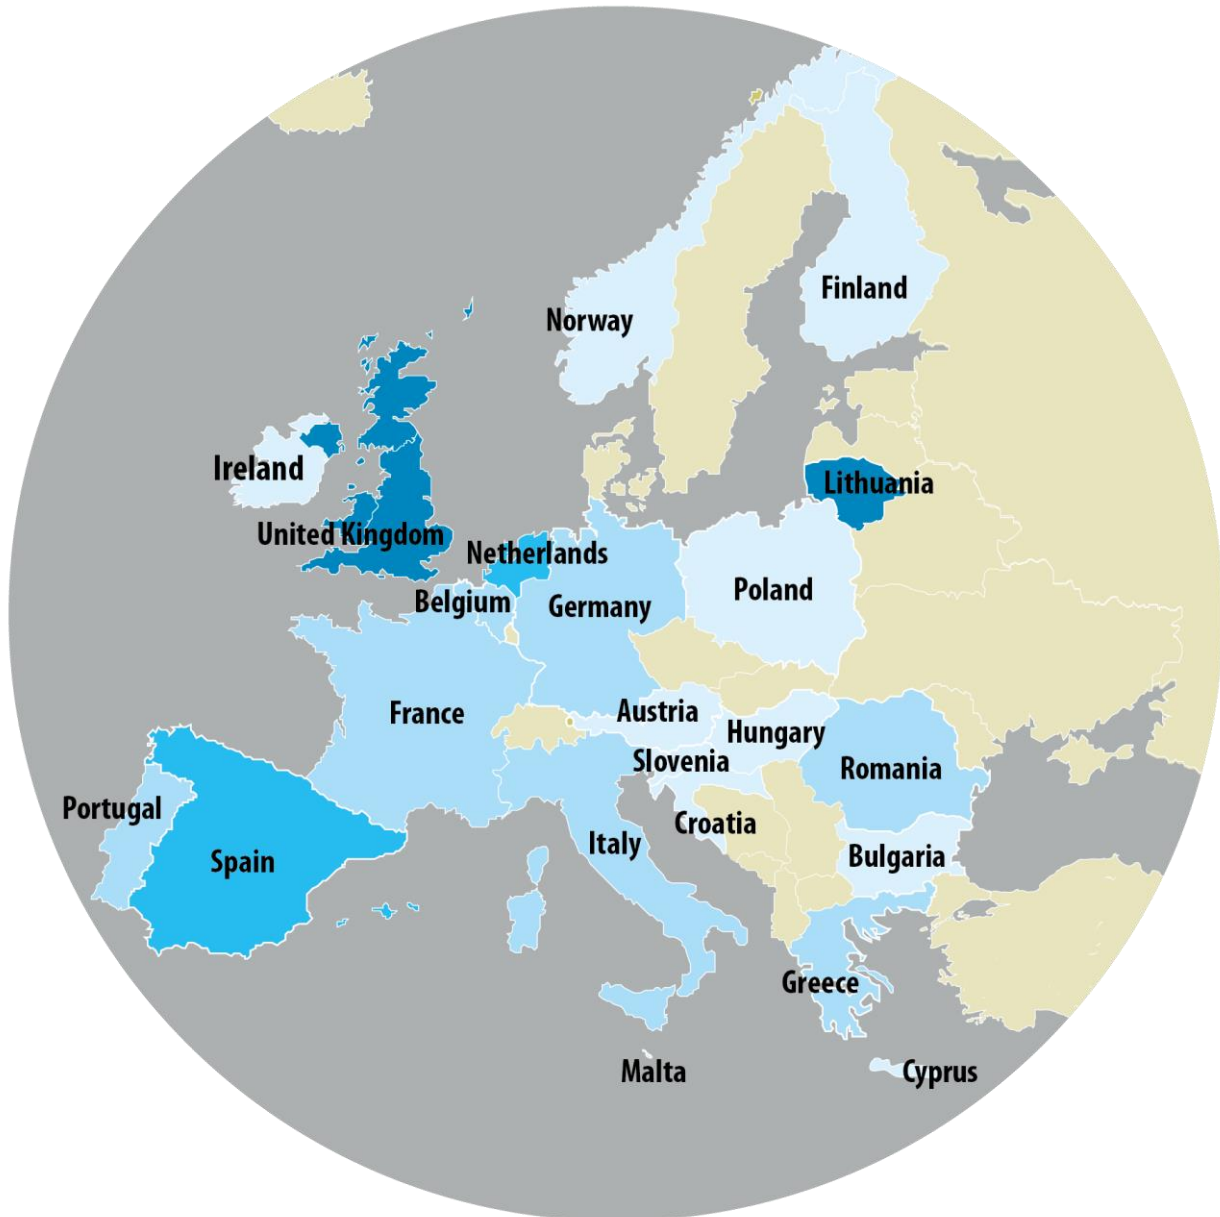 Finland
Norway
Ireland
Lithuania
United Kingdom
Netherlands
Poland
Belgium
Germany
France
Austria
Hungary
Slovenia
Romania
Portugal
Croatia
Italy
Bulgaria
Spain
Greece
Malta
Cyprus